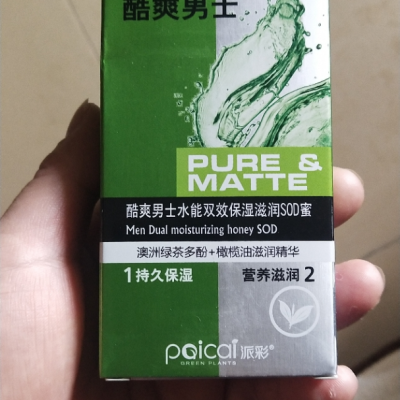 酷爽男士
PURE &
MATTE
酷爽男士水能双效保湿滋润SOD蜜
Men Dual moisturizing honey SOD
澳洲绿茶多酚+橄榄油滋润精华
1持久保湿 营养滋润2
paicai 派彩®
GREEN PLANTS